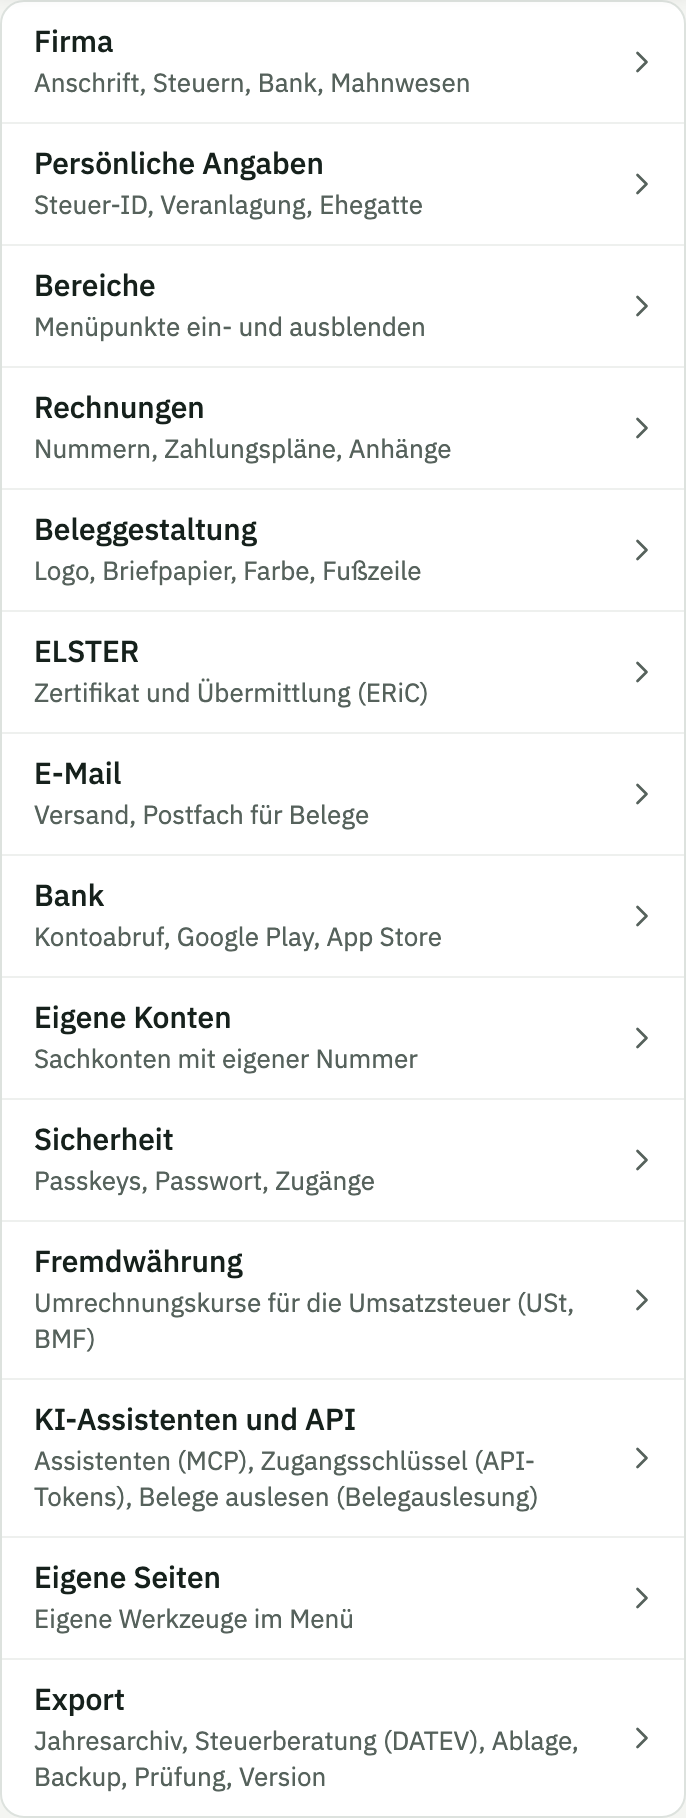 Firma
Anschrift, Steuern, Bank, Mahnwesen
Persönliche Angaben
Steuer-ID, Veranlagung, Ehegatte
Bereiche
Menüpunkte ein- und ausblenden
Rechnungen
Nummern, Zahlungspläne, Anhänge
Beleggestaltung
Logo, Briefpapier, Farbe, Fußzeile
ELSTER
Zertifikat und Übermittlung (ERiC)
E-Mail
Versand, Postfach für Belege
Bank
Kontoabruf, Google Play, App Store
Eigene Konten
Sachkonten mit eigener Nummer
Sicherheit
Passkeys, Passwort, Zugänge
Fremdwährung
Umrechnungskurse für die Umsatzsteuer (USt,
BMF)
KI-Assistenten und API
Assistenten (MCP), Zugangsschlüssel (API-
Tokens), Belege auslesen (Belegauslesung)
Eigene Seiten
Eigene Werkzeuge im Menü
Export
Jahresarchiv, Steuerberatung (DATEV), Ablage,
Backup, Prüfung, Version